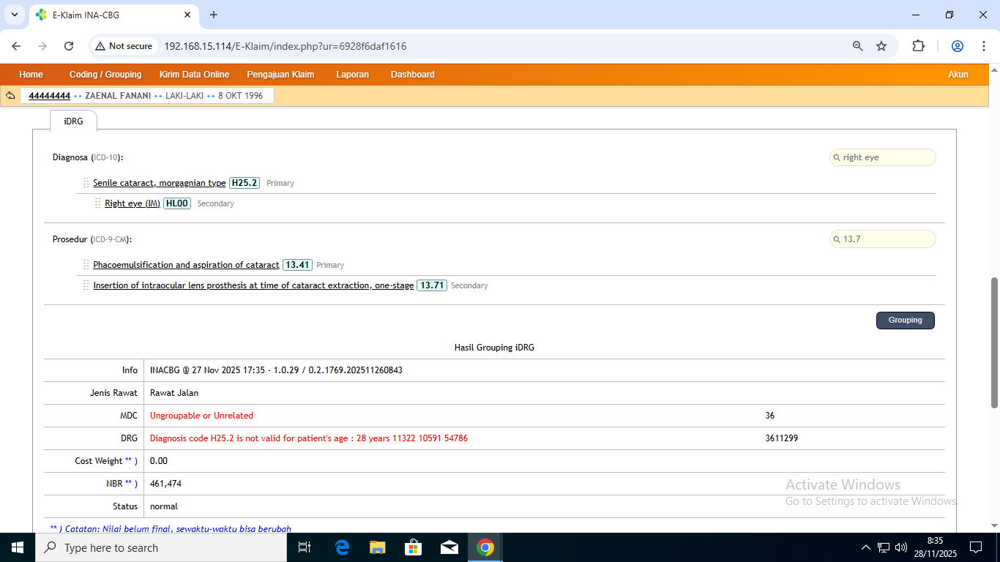 E-Klaim INA-CBG
Not secure 192.168.15.114/E-Klaim/index.php?ur=6928f6daf1616
Home Coding / Grouping Kirim Data Online Pengajuan Klaim Laporan Dashboard Akun
44444444 •• ZAENAL FANANI •• LAKI-LAKI •• 8 OKT 1996
iDRG
Diagnosa (ICD-10): right eye
Senile cataract, morgagnian type H25.2 Primary
Right eye (IM) HL00 Secondary
Prosedur (ICD-9-CM): 13.7
Phacoemulsification and aspiration of cataract 13.41 Primary
Insertion of intraocular lens prosthesis at time of cataract extraction, one-stage 13.71 Secondary
Grouping
Hasil Grouping iDRG
Info INACBG @ 27 Nov 2025 17:35 - 1.0.29 / 0.2.1769.202511260843
Jenis Rawat Rawat Jalan
MDC Ungroupable or Unrelated 36
DRG Diagnosis code H25.2 is not valid for patient's age : 28 years 11322 10591 54786 3611299
Cost Weight ** ) 0.00
NBR ** ) 461,474
Activate Windows
Go to Settings to activate Windows.
Status normal
** ) Catatan: Nilai belum final, sewaktu-waktu bisa berubah
Type here to search
8:35
28/11/2025